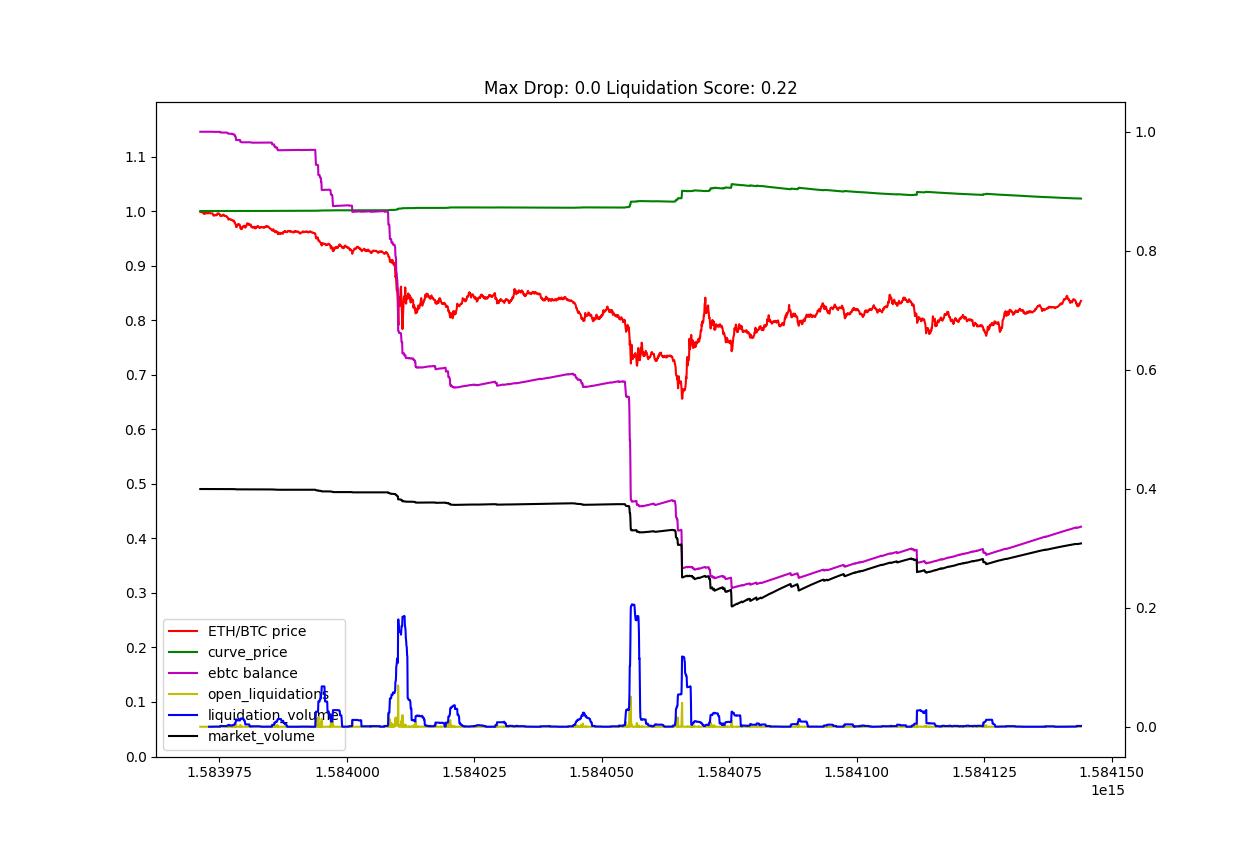 Max Drop: 0.0 Liquidation Score: 0.22
1.1
1.0
0.9
0.8
0.7
0.6
0.5
0.4
0.3
0.2
0.1
0.0
1.0
0.8
0.6
0.4
0.2
0.0
ETH/BTC price
curve_price
ebtc balance
open_liquidations
liquidation_volume
market_volume
1.583975 1.584000 1.584025 1.584050 1.584075 1.584100 1.584125 1.584150
1e15